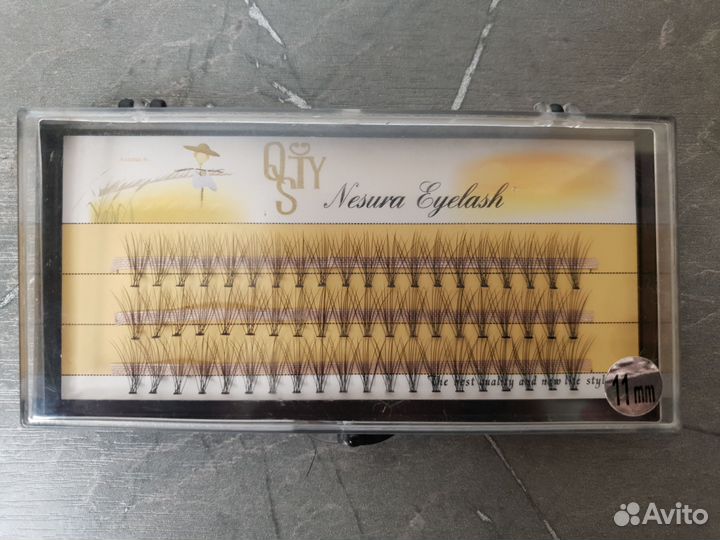 QSTY
Nesura Eyelash
The best quality and new life styl
11mm
Avito